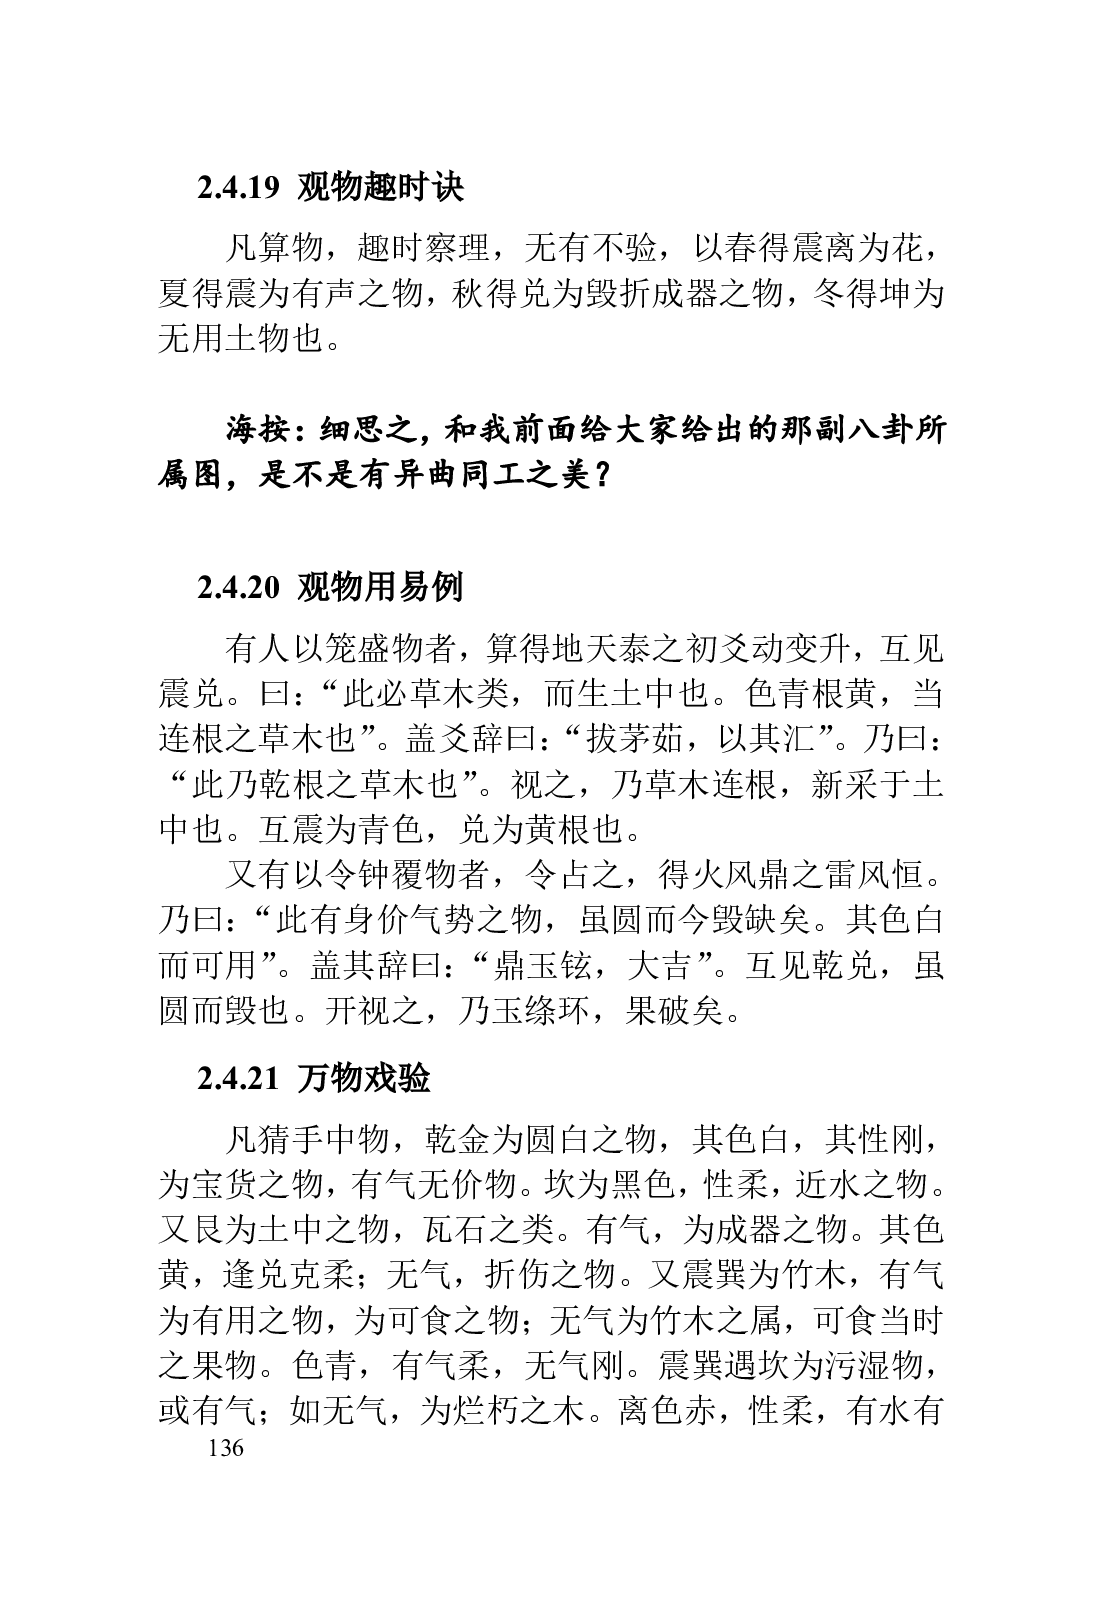 2.4.19 观物趣时诀
凡算物，趣时察理，无有不验，以春得震离为花，
夏得震为有声之物，秋得兑为毁折成器之物，冬得坤为
无用土物也。
海按：细思之，和我前面给大家给出的那副八卦所
属图，是不是有异曲同工之美？
2.4.20 观物用易例
有人以笼盛物者，算得地天泰之初爻动变升，互见
震兑。曰：“此必草木类，而生土中也。色青根黄，当
连根之草木也”。盖爻辞曰：“拔茅茹，以其汇”。乃曰：
“此乃乾根之草木也”。视之，乃草木连根，新采于土
中也。互震为青色，兑为黄根也。
又有以令钟覆物者，令占之，得火风鼎之雷风恒。
乃曰：“此有身价气势之物，虽圆而今毁缺矣。其色白
而可用”。盖其辞曰：“鼎玉铉，大吉”。互见乾兑，虽
圆而毁也。开视之，乃玉绦环，果破矣。
2.4.21 万物戏验
凡猜手中物，乾金为圆白之物，其色白，其性刚，
为宝货之物，有气无价物。坎为黑色，性柔，近水之物。
又艮为土中之物，瓦石之类。有气，为成器之物。其色
黄，逢兑克柔；无气，折伤之物。又震巽为竹木，有气
为有用之物，为可食之物；无气为竹木之属，可食当时
之果物。色青，有气柔，无气刚。震巽遇坎为污湿物，
或有气；如无气，为烂朽之木。离色赤，性柔，有水有
136